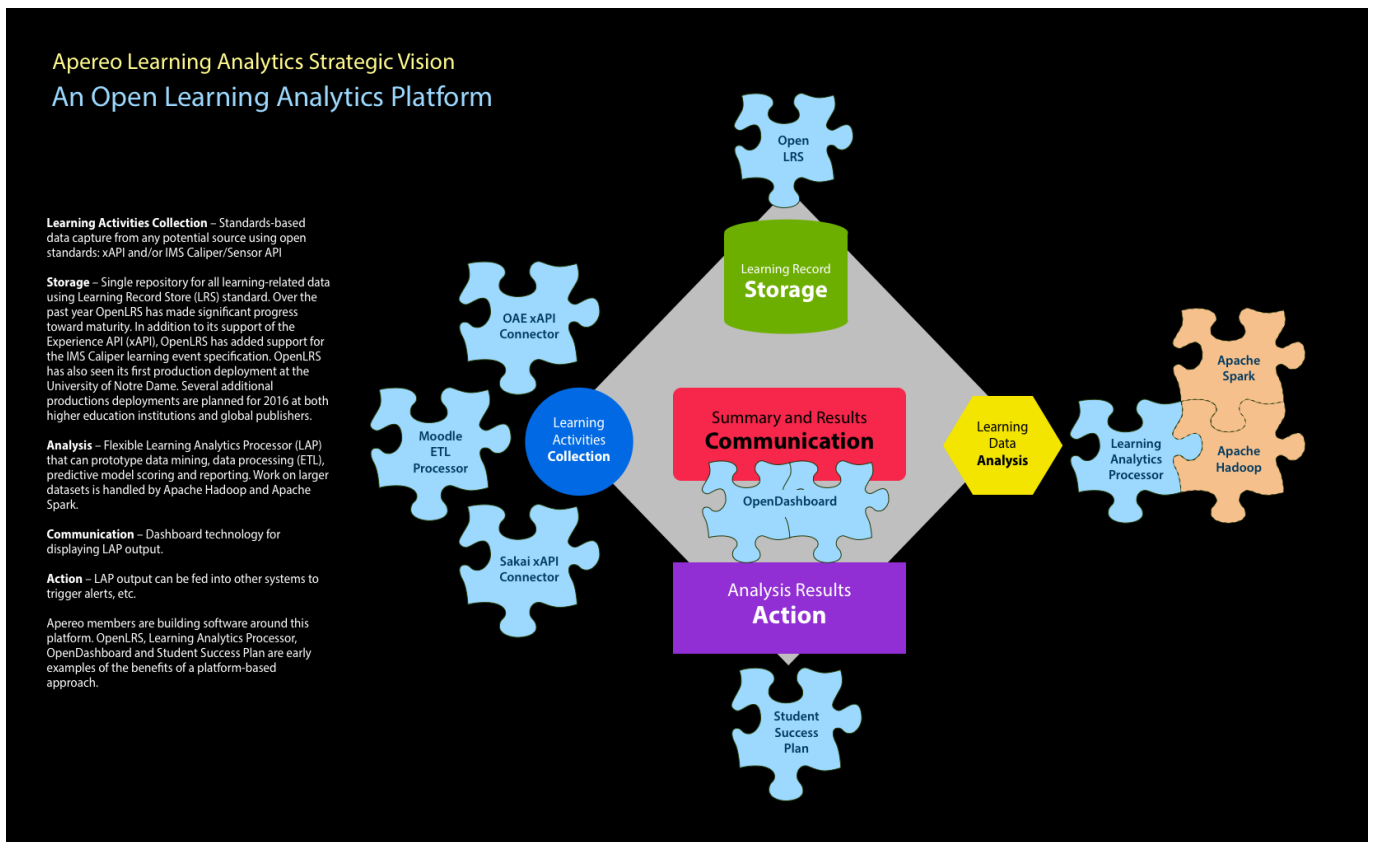 Apereo Learning Analytics Strategic Vision
An Open Learning Analytics Platform
Learning Activities Collection – Standards-based
data capture from any potential source using open
standards: xAPI and/or IMS Caliper/Sensor API
Storage – Single repository for all learning-related data
using Learning Record Store (LRS) standard. Over the
past year OpenLRS has made significant progress
toward maturity. In addition to its support of the
Experience API (xAPI), OpenLRS has added support for
the IMS Caliper learning event specification. OpenLRS
has also seen its first production deployment at the
University of Notre Dame. Several additional
productions deployments are planned for 2016 at both
higher education institutions and global publishers.
Analysis – Flexible Learning Analytics Processor (LAP)
that can prototype data mining, data processing (ETL),
predictive model scoring and reporting. Work on larger
datasets is handled by Apache Hadoop and Apache
Spark.
Communication – Dashboard technology for
displaying LAP output.
Action – LAP output can be fed into other systems to
trigger alerts, etc.
Apereo members are building software around this
platform. OpenLRS, Learning Analytics Processor,
OpenDashboard and Student Success Plan are early
examples of the benefits of a platform-based
approach.
Open
LRS
Learning Record
Storage
OAE xAPI
Connector
Moodle
ETL
Processor
Sakai xAPI
Connector
Learning
Activities
Collection
Summary and Results
Communication
OpenDashboard
Learning
Data
Analysis
Learning
Analytics
Processor
Apache
Spark
Apache
Hadoop
Analysis Results
Action
Student
Success
Plan